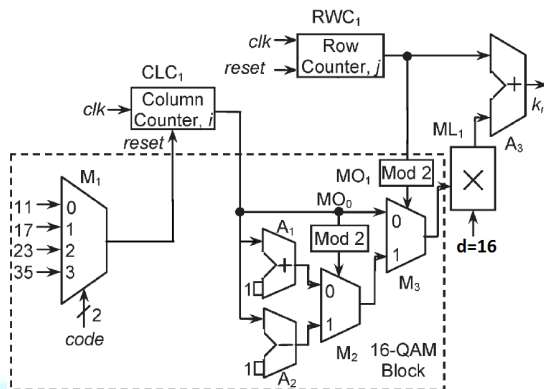 RWC1
clk
Row
Counter, j
reset
CLC1
clk
Column
Counter, i
reset
+
A3
ML1
M1
11
17
23
35
0
1
2
3
2
code
MO1
Mod 2
MO0
Mod 2
A1
+
1
A2
−
1
0
1
M2
0
1
M3
×
d=16
16-QAM
Block